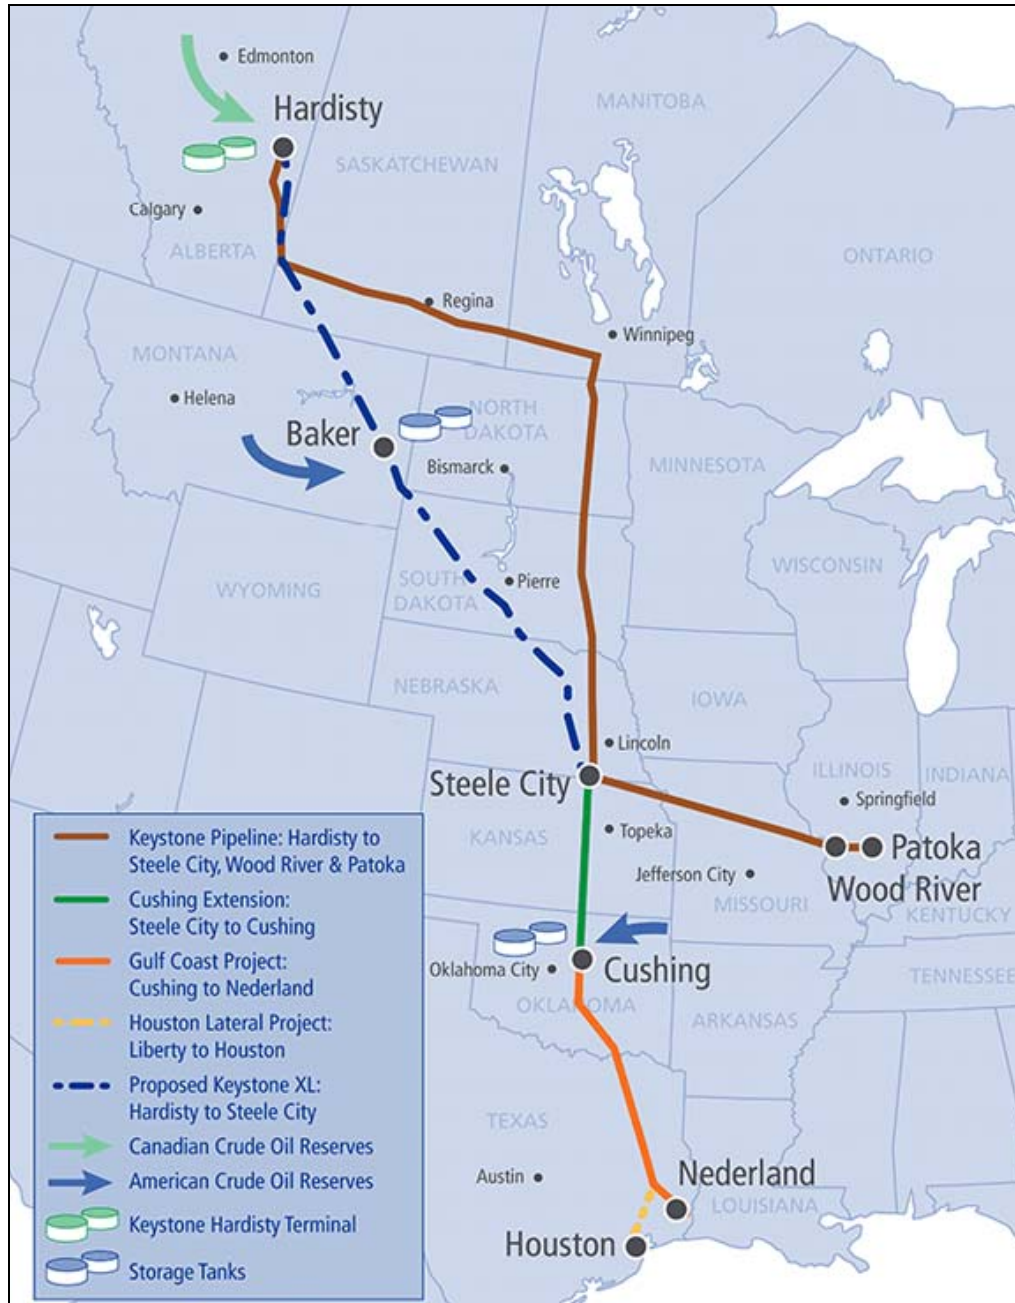 Edmonton
Hardisty
MANITOBA
SASKATCHEWAN
Calgary
ALBERTA
ONTARIO
Regina
Winnipeg
MONTANA
Helena
NORTH
DAKOTA
Baker
Bismarck
MINNESOTA
WISCONSIN
WYOMING
SOUTH
DAKOTA
Pierre
NEBRASKA
IOWA
Lincoln
Steele City
ILLINOIS
INDIANA
Springfield
KANSAS
Topeka
Patoka
Wood River
Jefferson City
MISSOURI
KENTUCKY
Oklahoma City
Cushing
TENNESSEE
OKLAHOMA
ARKANSAS
TEXAS
Austin
Nederland
LOUISIANA
Houston
Keystone Pipeline: Hardisty to
Steele City, Wood River & Patoka
Cushing Extension:
Steele City to Cushing
Gulf Coast Project:
Cushing to Nederland
Houston Lateral Project:
Liberty to Houston
Proposed Keystone XL:
Hardisty to Steele City
Canadian Crude Oil Reserves
American Crude Oil Reserves
Keystone Hardisty Terminal
Storage Tanks